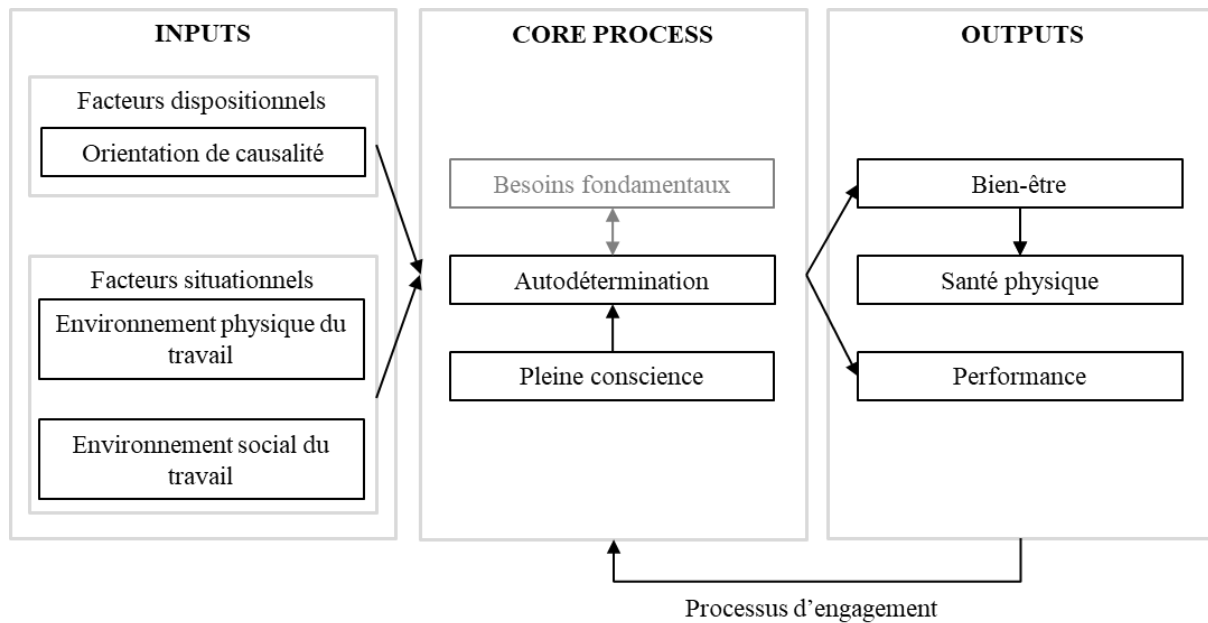 INPUTS
Facteurs dispositionnels
Orientation de causalité
Facteurs situationnels
Environnement physique du
travail
Environnement social du
travail
CORE PROCESS
Besoins fondamentaux
Autodétermination
Pleine conscience
OUTPUTS
Bien-être
Santé physique
Performance
Processus d’engagement